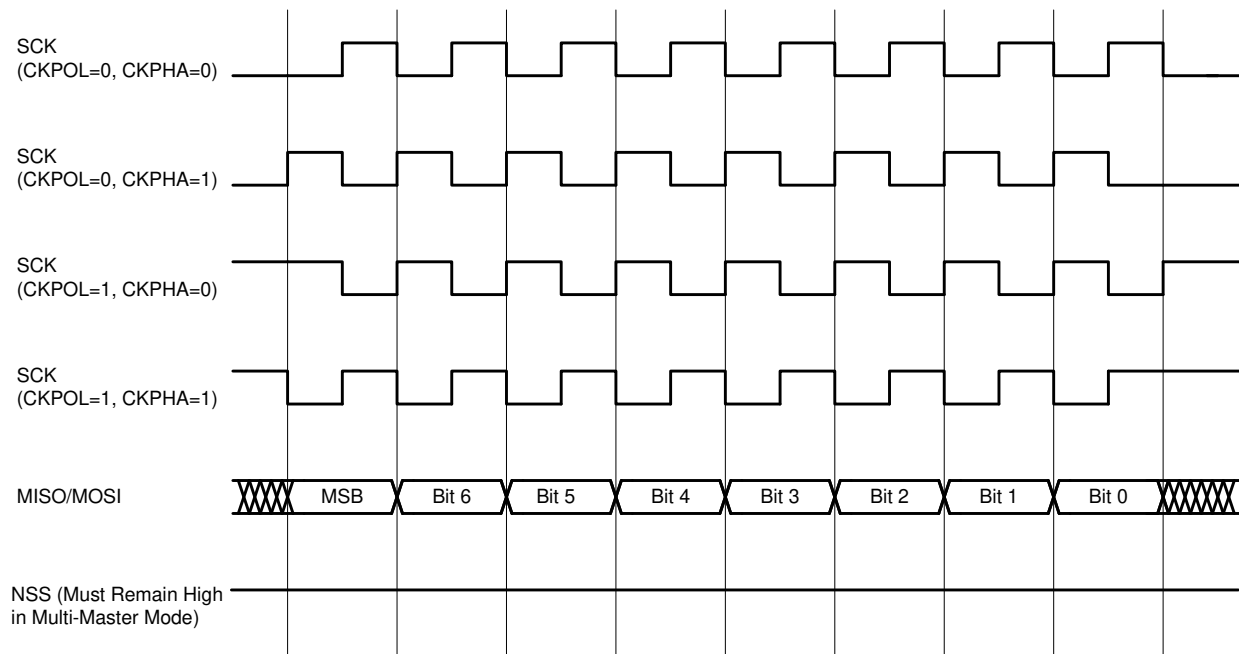 SCK
(CKPOL=0, CKPHA=0)
SCK
(CKPOL=0, CKPHA=1)
SCK
(CKPOL=1, CKPHA=0)
SCK
(CKPOL=1, CKPHA=1)
MISO/MOSI MSB Bit 6 Bit 5 Bit 4 Bit 3 Bit 2 Bit 1 Bit 0
NSS (Must Remain High
in Multi-Master Mode)